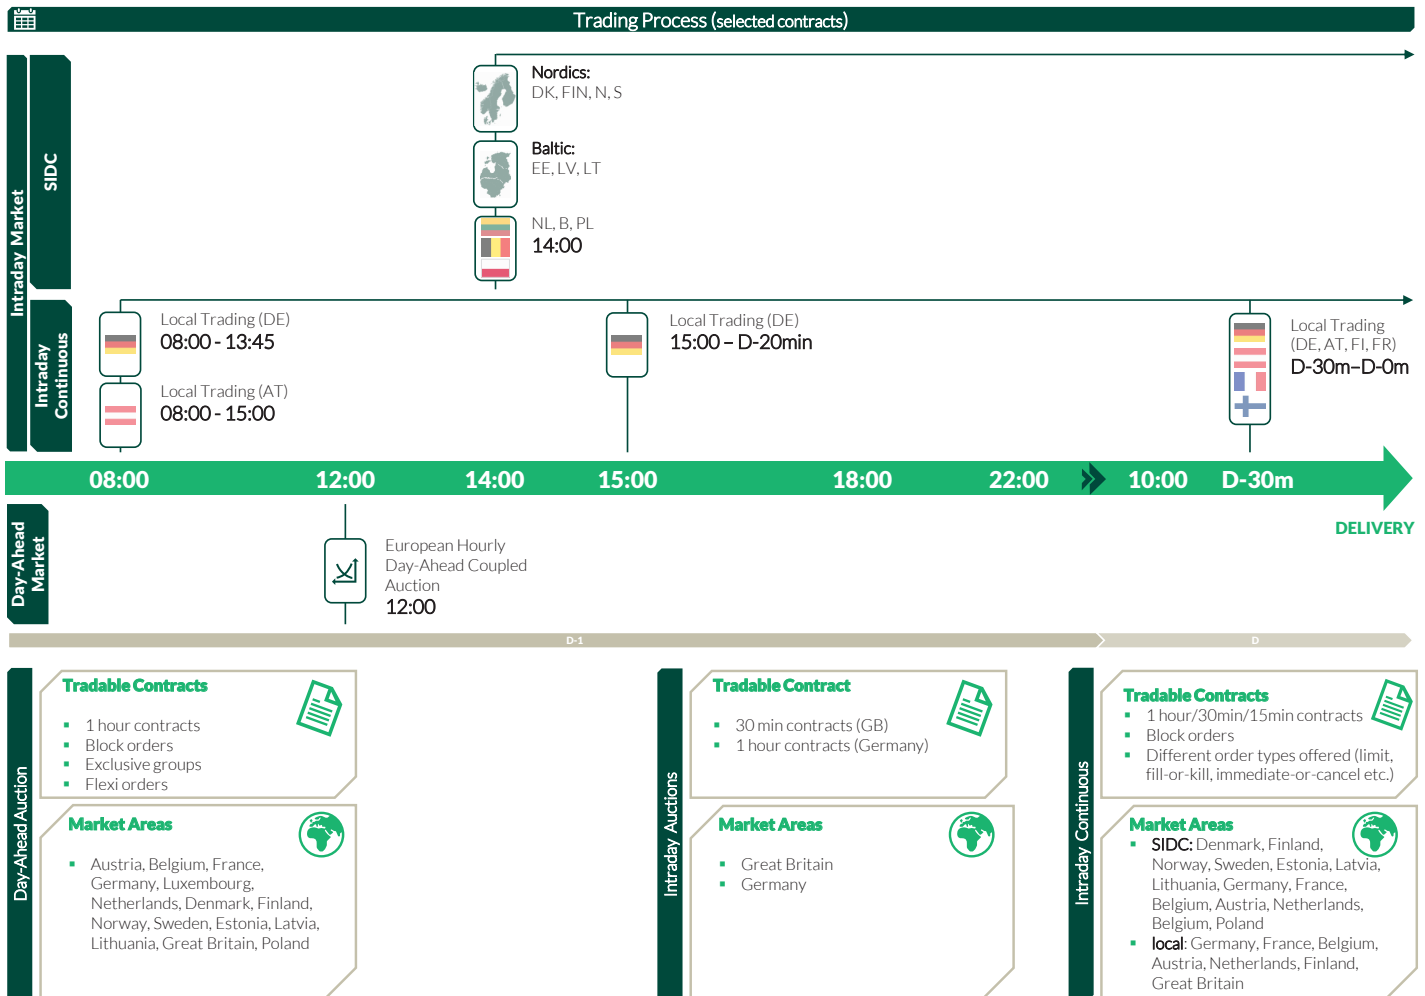 Trading Process (selected contracts)
Intraday Market
SIDC
Nordics:
DK, FIN, N, S
Baltic:
EE, LV, LT
NL, B, PL
14:00
Intraday
Continuous
Local Trading (DE)
08:00 - 13:45
Local Trading (AT)
08:00 - 15:00
Local Trading (DE)
15:00 – D-20min
Local Trading
(DE, AT, FI, FR)
D-30m–D-0m
08:00 12:00 14:00 15:00 18:00 22:00 10:00 D-30m
DELIVERY
Day-Ahead
Market
European Hourly
Day-Ahead Coupled
Auction
12:00
D-1
D
Day-Ahead Auction
Tradable Contracts
1 hour contracts
Block orders
Exclusive groups
Flexi orders
Market Areas
Austria, Belgium, France,
Germany, Luxembourg,
Netherlands, Denmark, Finland,
Norway, Sweden, Estonia, Latvia,
Lithuania, Great Britain, Poland
Intraday Auctions
Tradable Contract
30 min contracts (GB)
1 hour contracts (Germany)
Market Areas
Great Britain
Germany
Intraday Continuous
Tradable Contracts
1 hour/30min/15min contracts
Block orders
Different order types offered (limit,
fill-or-kill, immediate-or-cancel etc.)
Market Areas
SIDC: Denmark, Finland,
Norway, Sweden, Estonia, Latvia,
Lithuania, Germany, France,
Belgium, Austria, Netherlands,
Belgium, Poland
local: Germany, France, Belgium,
Austria, Netherlands, Finland,
Great Britain